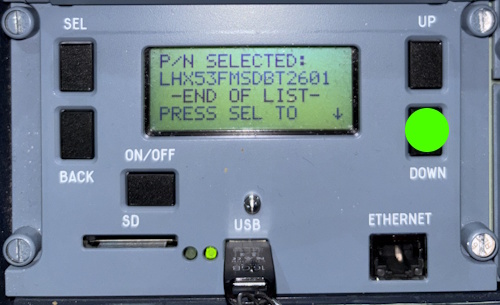 SEL
UP
P/N SELECTED:
LHX53FMSDBT2601
-END OF LIST-
PRESS SEL TO ↓
BACK
ON/OFF
DOWN
SD
USB
ETHERNET